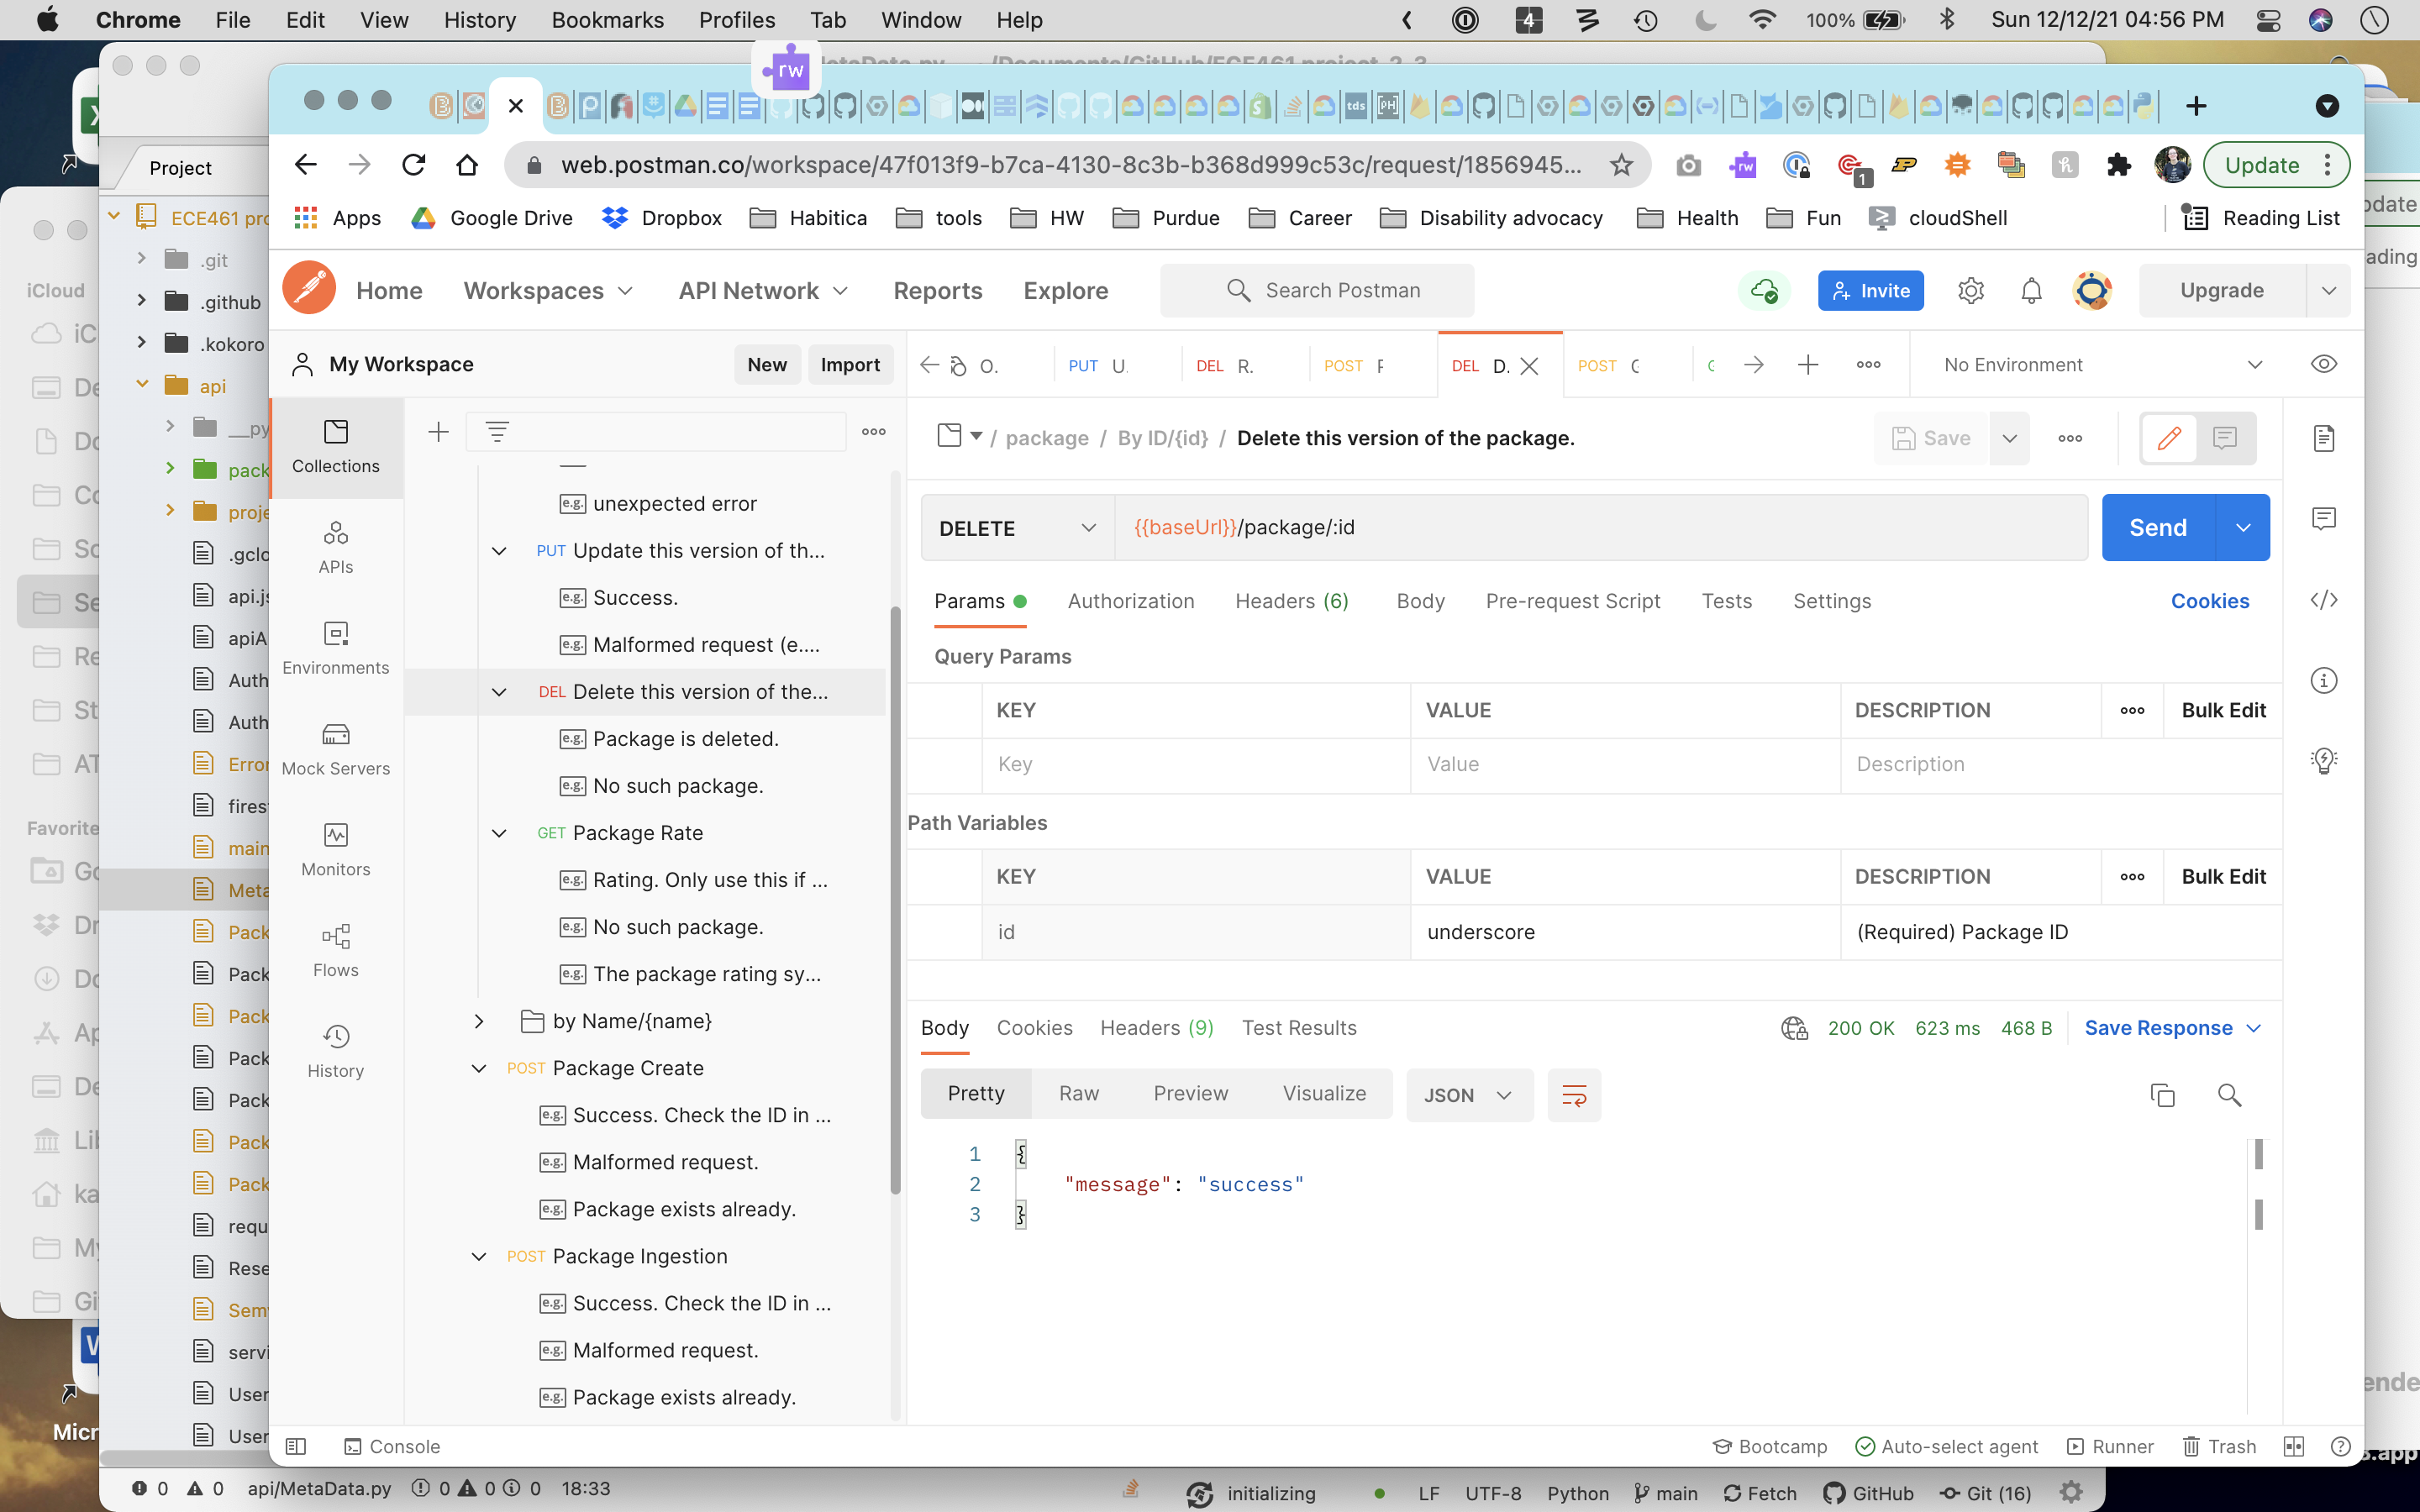 Chrome File Edit View History Bookmarks Profiles Tab Window Help
4 100% Sun 12/12/21 04:56 PM
rw
tds PH
Project
web.postman.co/workspace/47f013f9-b7ca-4130-8c3b-b368d999c53c/request/1856945...
rw 1 Update
Apps Google Drive Dropbox Habitica tools HW Purdue Career Disability advocacy Health Fun cloudShell Reading List
ECE461 pro
.git
.github
.kokoro
api
pack
proje
.gclo
api.js
apiA
Auth
Auth
Error
main
Meta
Pack
Pack
Pack
Pack
Pack
Pack
Pack
requ
Rese
servi
User
User
iCloud
Favorite
Home Workspaces API Network Reports Explore Search Postman Invite Upgrade
My Workspace New Import
O. PUT U. DEL R. POST DEL D. POST No Environment
Collections
APIs
Environments
Mock Servers
Monitors
Flows
History
e.g. unexpected error
PUT Update this version of th...
e.g. Success.
e.g. Malformed request (e....
DEL Delete this version of the...
e.g. Package is deleted.
e.g. No such package.
GET Package Rate
e.g. Rating. Only use this if ...
e.g. No such package.
e.g. The package rating sy...
by Name/{name}
POST Package Create
e.g. Success. Check the ID in ...
e.g. Malformed request.
e.g. Package exists already.
POST Package Ingestion
e.g. Success. Check the ID in ...
e.g. Malformed request.
e.g. Package exists already.
/ package / By ID/{id} / Delete this version of the package. Save
DELETE {{baseUrl}}/package/:id Send
Params Authorization Headers (6) Body Pre-request Script Tests Settings Cookies
Query Params
KEY VALUE DESCRIPTION Bulk Edit
Key Value Description
Path Variables
KEY VALUE DESCRIPTION Bulk Edit
id underscore (Required) Package ID
Body Cookies Headers (9) Test Results 200 OK 623 ms 468 B Save Response
Pretty Raw Preview Visualize JSON
1 {
2 "message": "success"
3 }
Console Bootcamp Auto-select agent Runner Trash
0 0 api/MetaData.py 0 0 0 18:33 initializing LF UTF-8 Python main Fetch GitHub Git (16)